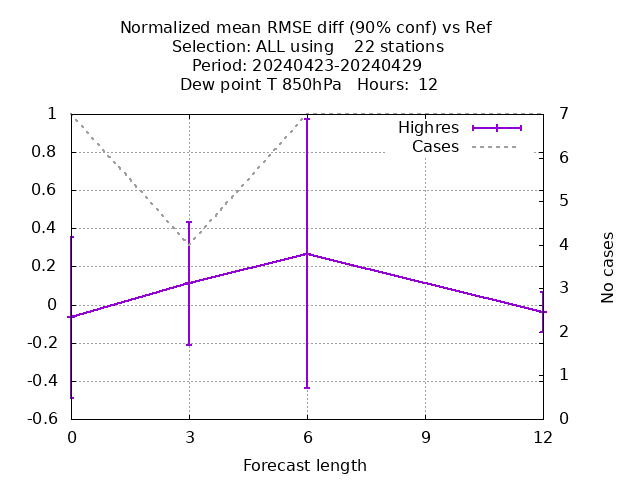 Normalized mean RMSE diff (90% conf) vs Ref
Selection: ALL using    22 stations
Period: 20240423-20240429
Dew point T 850hPa   Hours:  12
Highres
Cases
1
0.8
0.6
0.4
0.2
0
-0.2
-0.4
-0.6
7
6
5
4
3
2
1
0
No cases
0 3 6 9 12
Forecast length